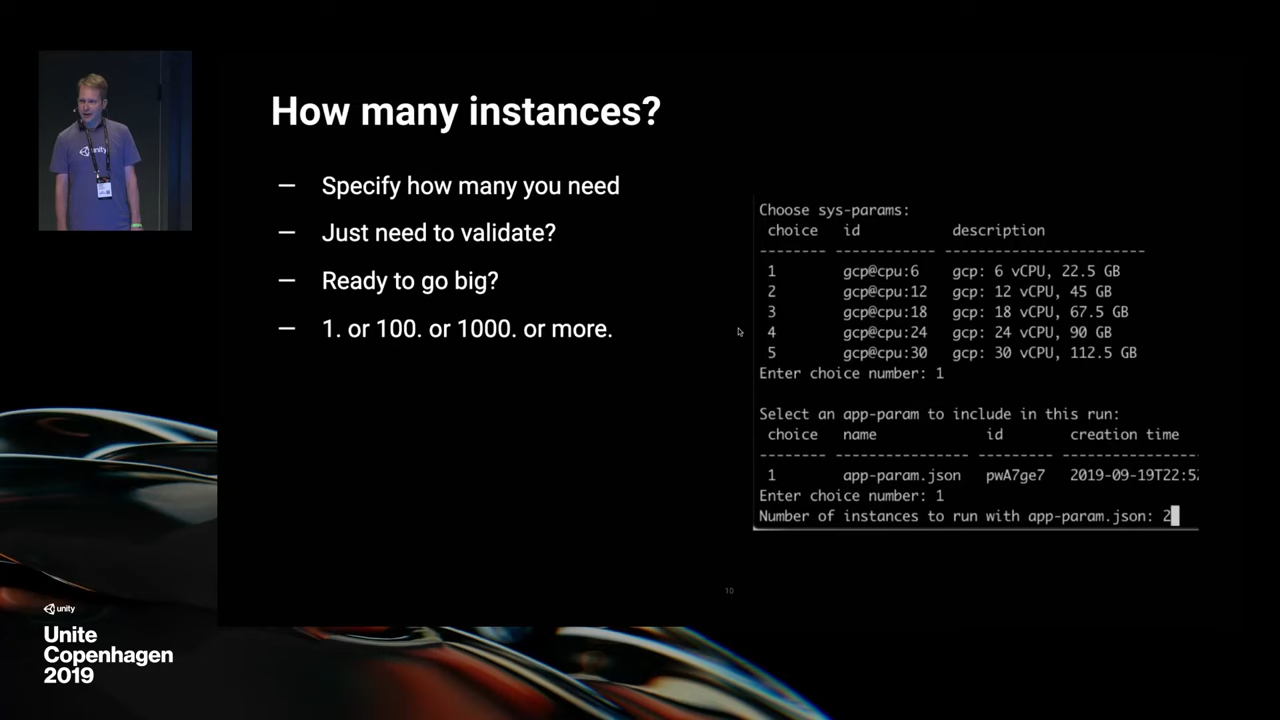 How many instances?
— Specify how many you need
— Just need to validate?
— Ready to go big?
— 1. or 100. or 1000. or more.
Choose sys-params:
choice id description
-------- ------------ ------------------------
1 gcp@cpu:6 gcp: 6 vCPU, 22.5 GB
2 gcp@cpu:12 gcp: 12 vCPU, 45 GB
3 gcp@cpu:18 gcp: 18 vCPU, 67.5 GB
4 gcp@cpu:24 gcp: 24 vCPU, 90 GB
5 gcp@cpu:30 gcp: 30 vCPU, 112.5 GB
Enter choice number: 1
Select an app-param to include in this run:
choice name id creation time
-------- ---------------- --------- -----------------
1 app-param.json pwA7ge7 2019-09-19T22:5
Enter choice number: 1
Number of instances to run with app-param.json: 2
10
unity
unity
Unite
Copenhagen
2019